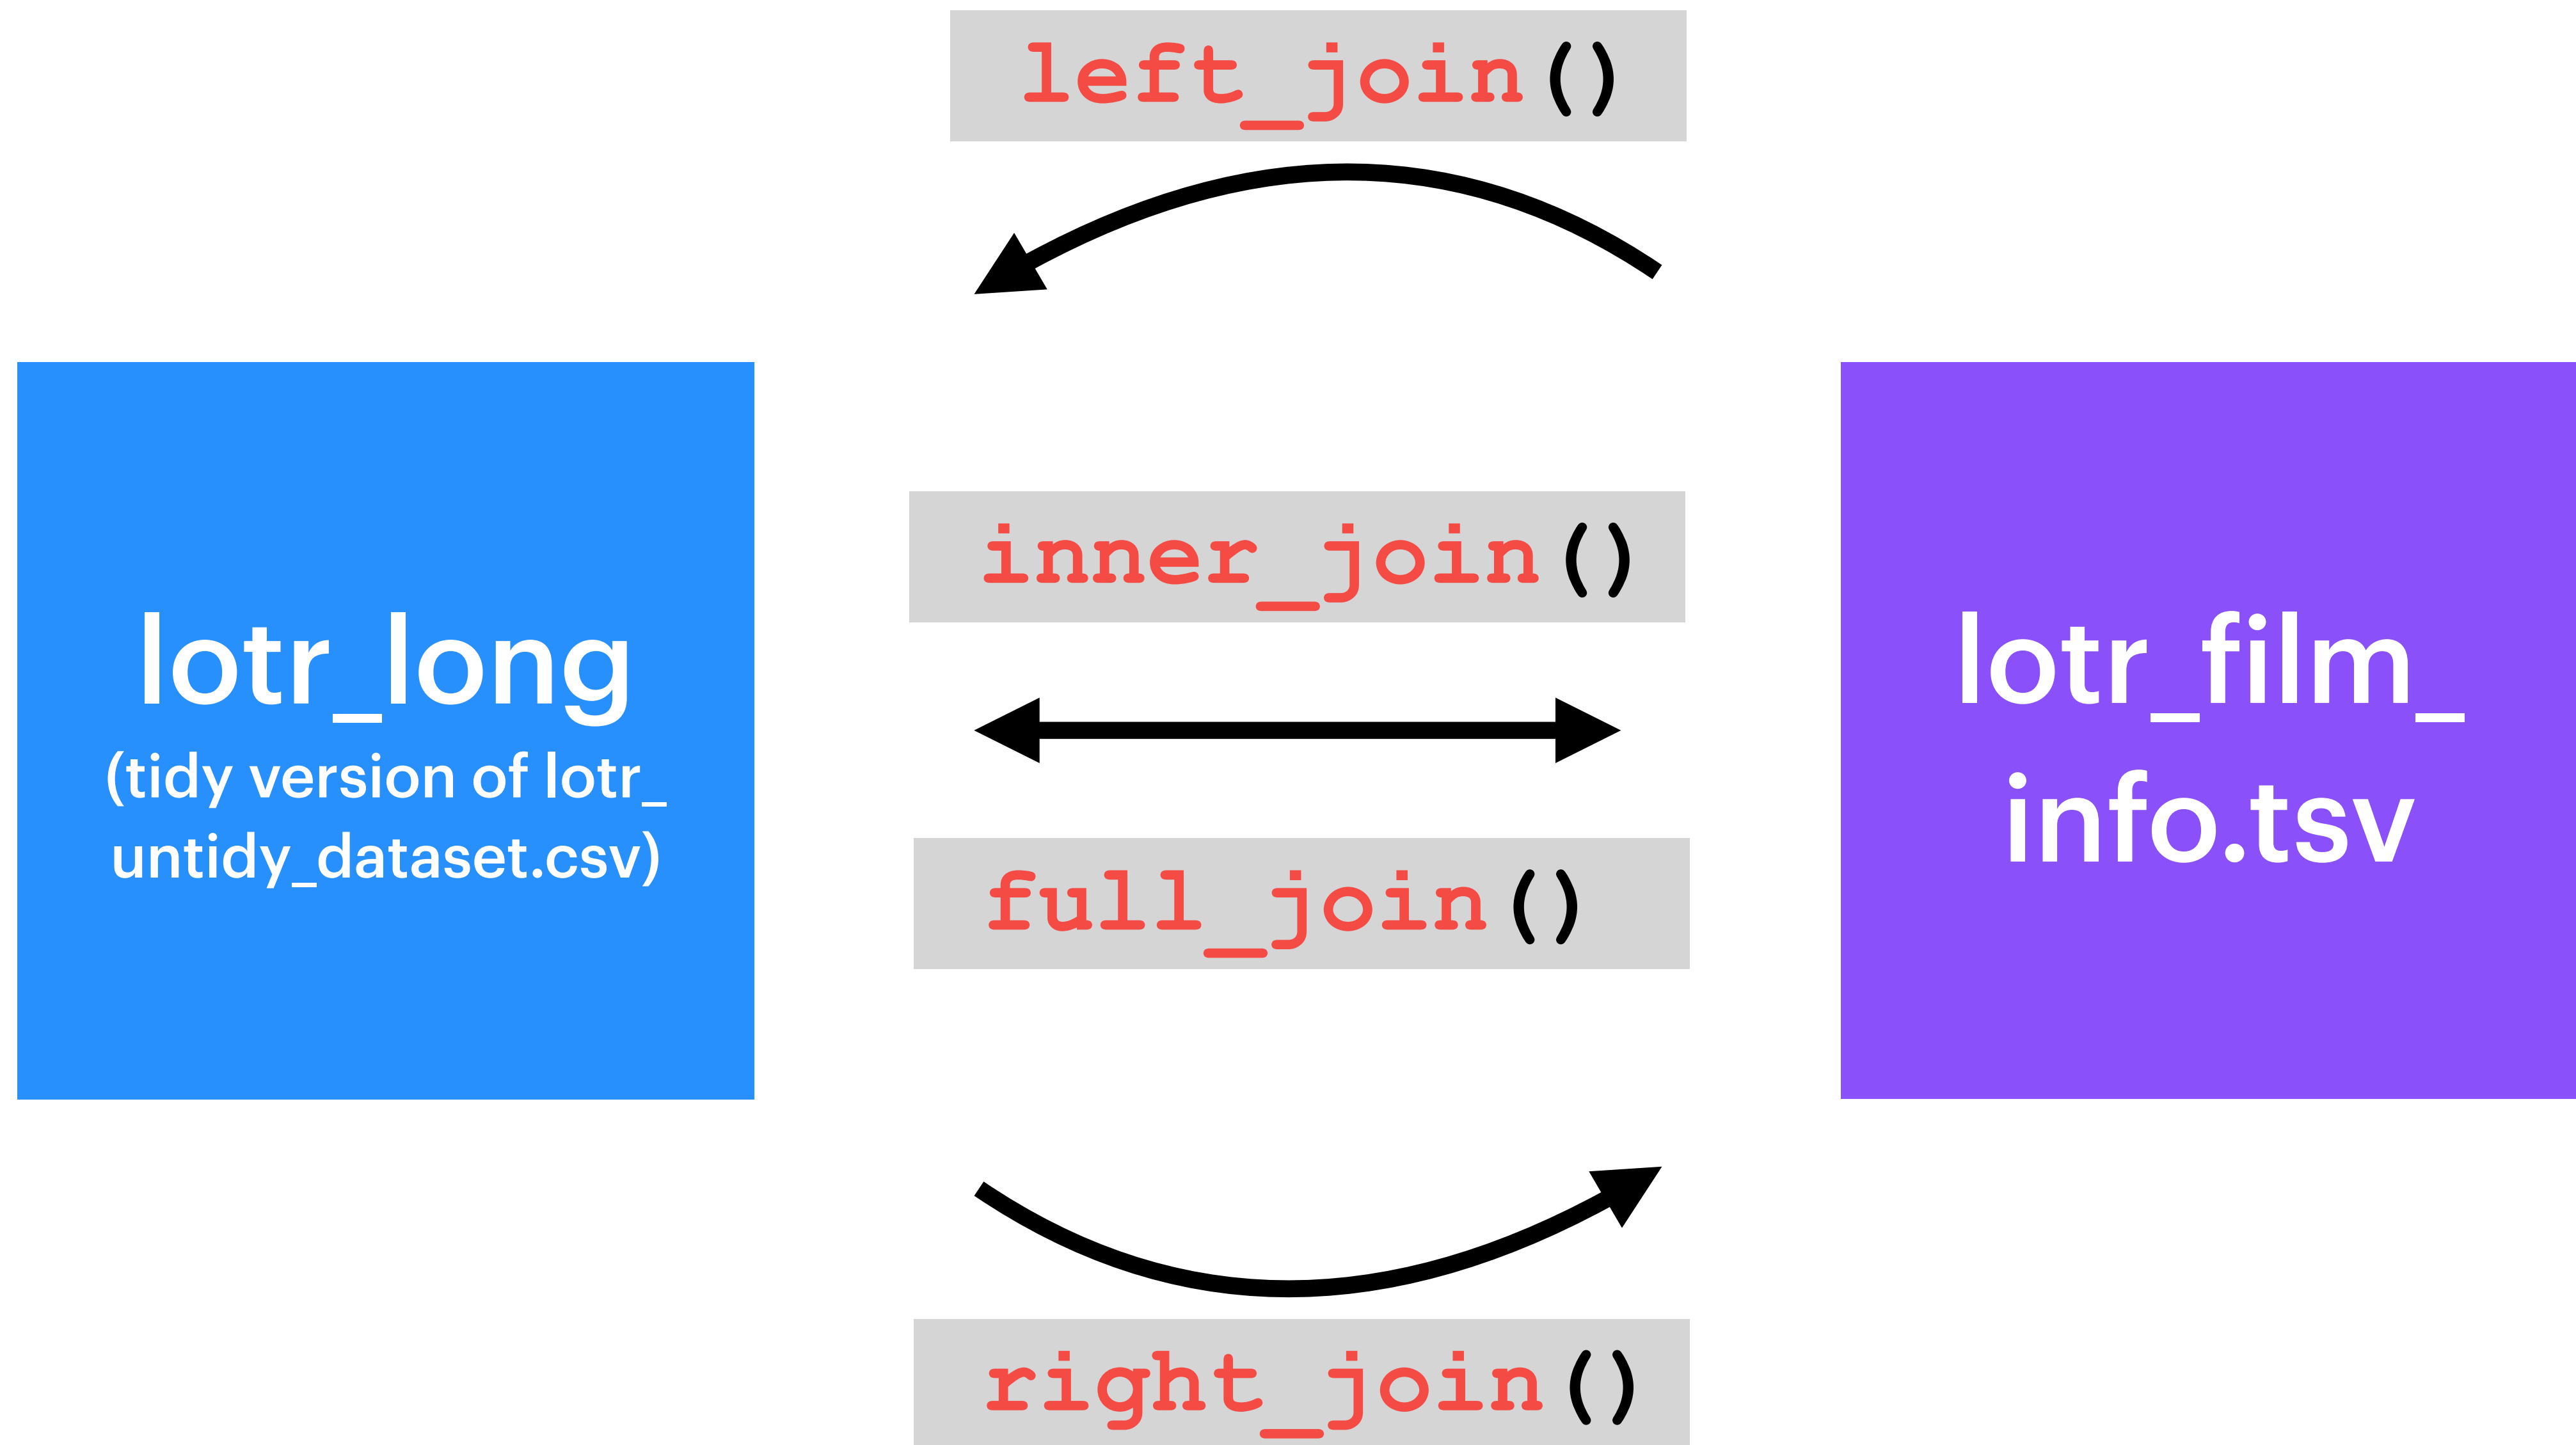 left_join()
inner_join()
lotr_long
(tidy version of lotr_
untidy_dataset.csv)
lotr_film_
info.tsv
full_join()
right_join()